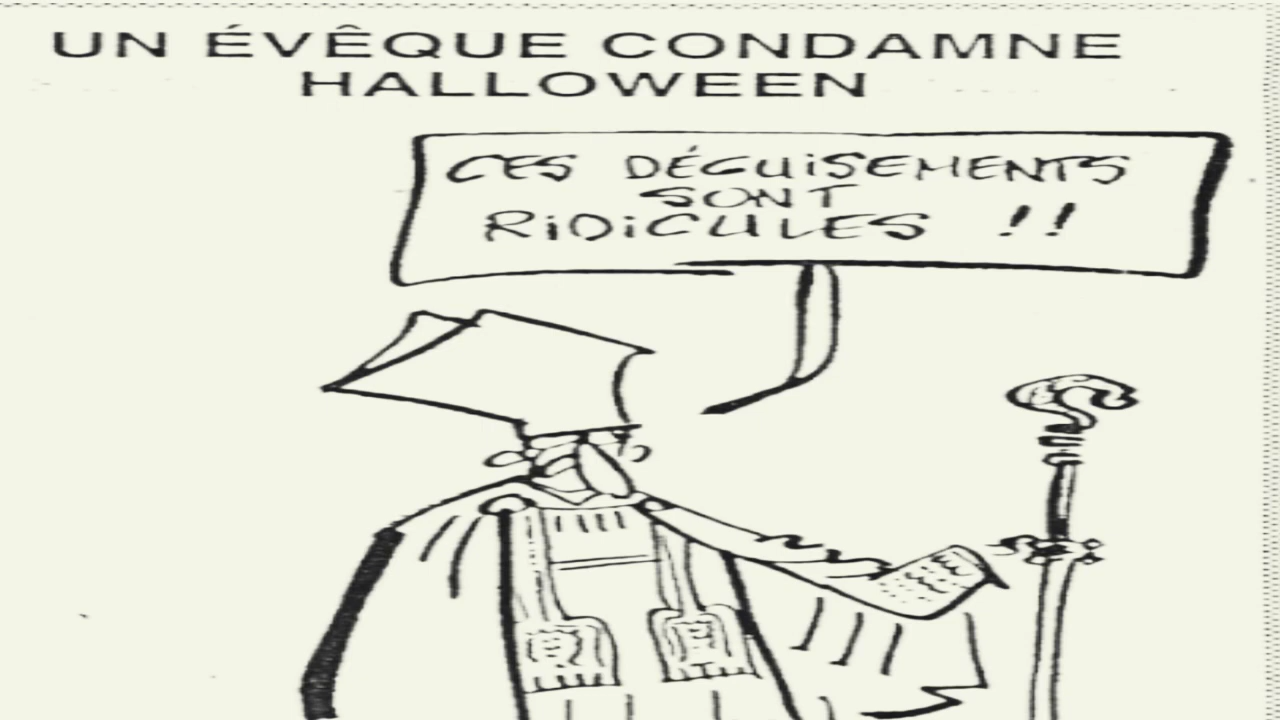 UN ÉVÊQUE CONDAMNE
HALLOWEEN
CES DÉGUISEMENTS
SONT
RIDICULES !!